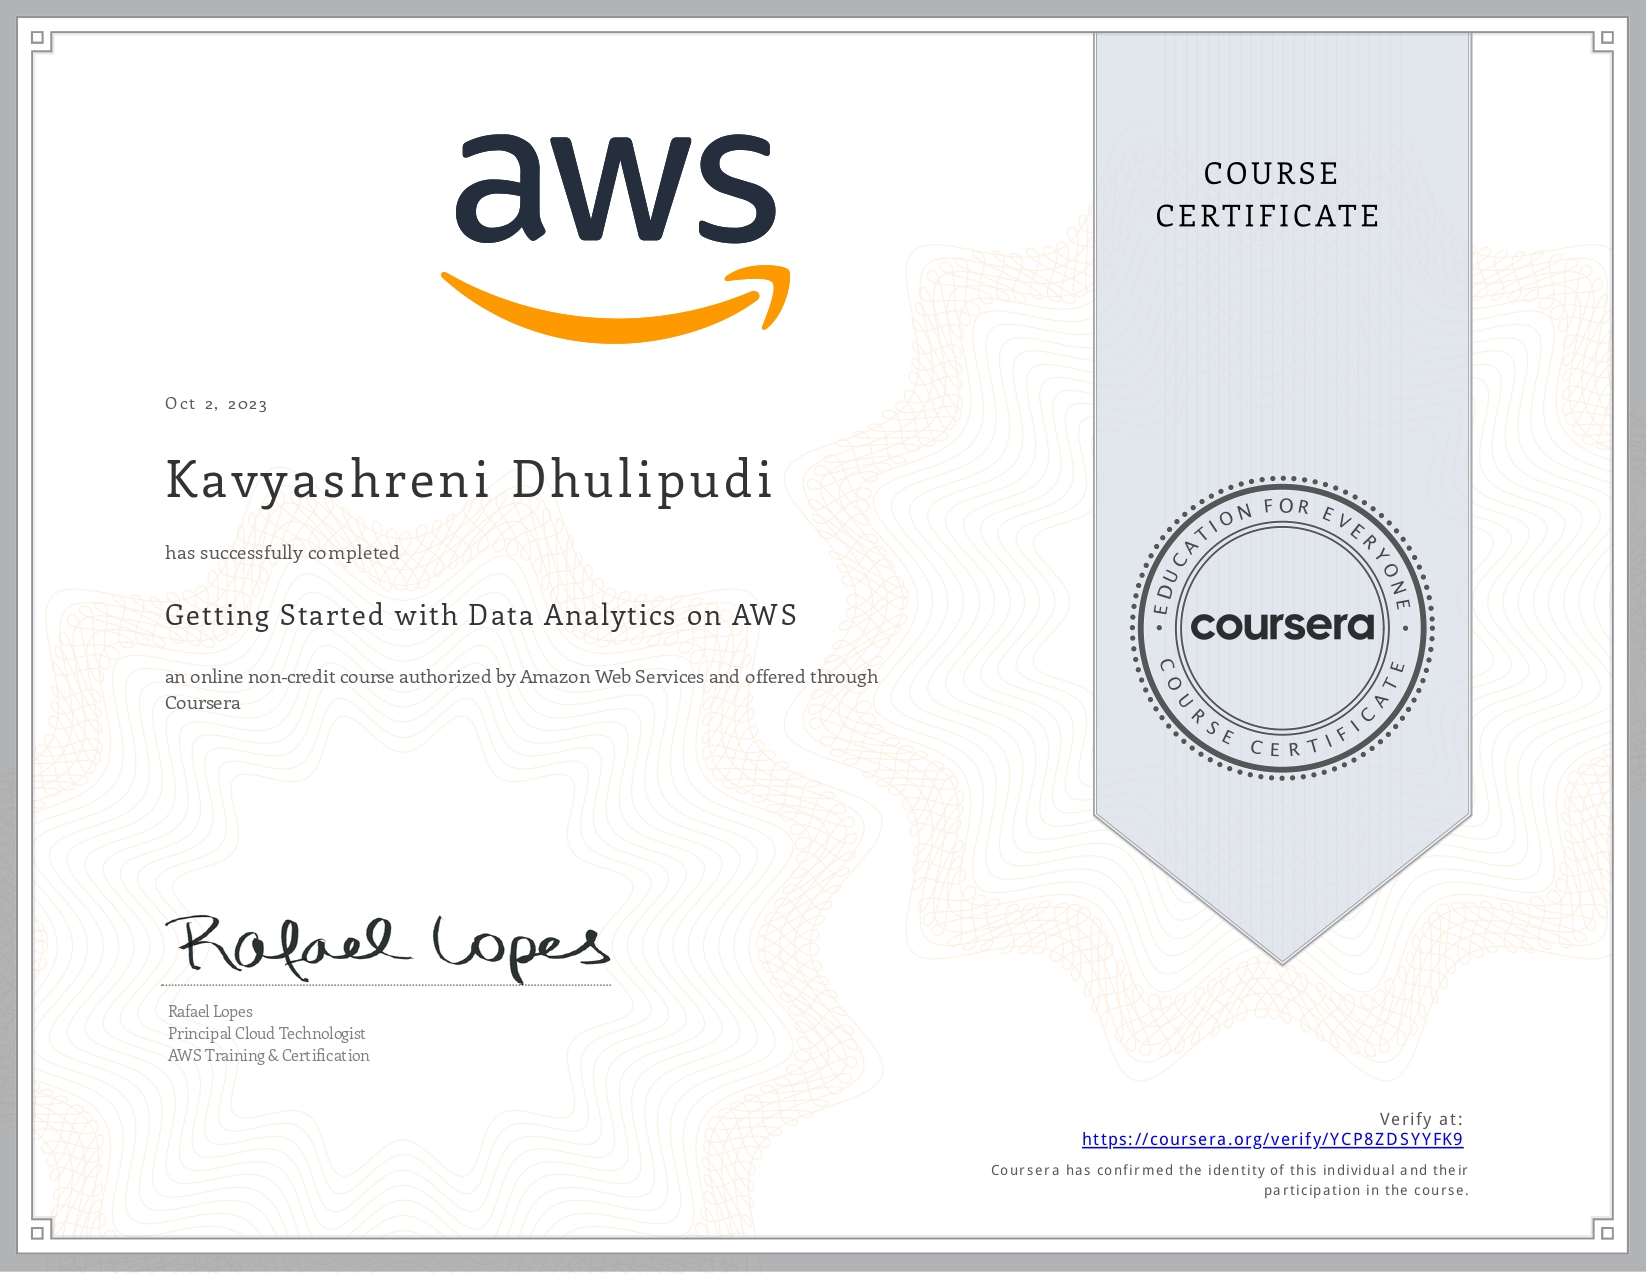 aws
COURSE
CERTIFICATE
Oct 2, 2023
Kavyashreni Dhulipudi
has successfully completed
Getting Started with Data Analytics on AWS
an online non-credit course authorized by Amazon Web Services and offered through
Coursera
EDUCATION FOR EVERYONE
coursera
COURSE CERTIFICATE
Rafael Lopes
Rafael Lopes
Principal Cloud Technologist
AWS Training & Certification
Verify at:
https://coursera.org/verify/YCP8ZDSYYFK9
Coursera has confirmed the identity of this individual and their
participation in the course.